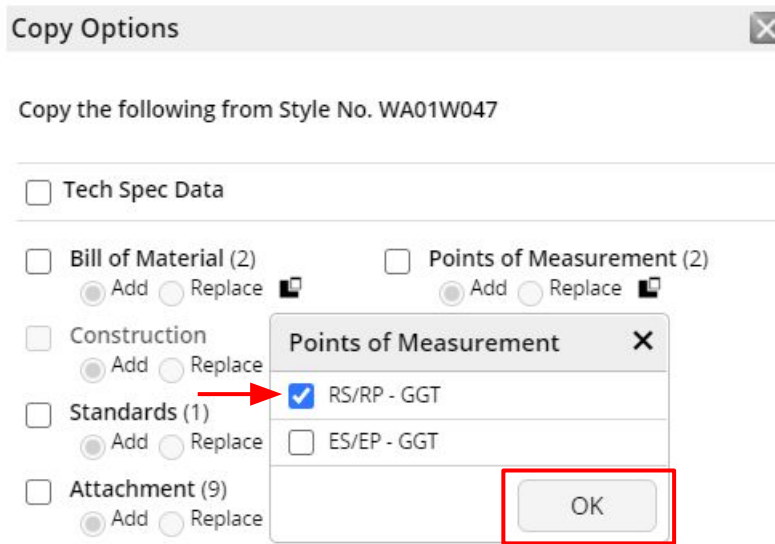 Copy Options
Copy the following from Style No. WA01W047
Tech Spec Data
Bill of Material (2)
Add Replace
Points of Measurement (2)
Add Replace
Construction
Add Replace
Standards (1)
Add Replace
Attachment (9)
Add Replace
Points of Measurement
RS/RP - GGT
ES/EP - GGT
OK